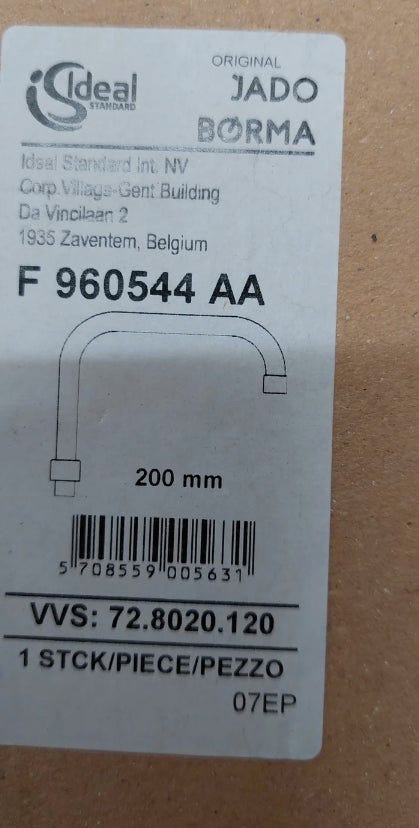 Ideal
STANDARD
ORIGINAL
JADO
BØRMA
Ideal Standard Int. NV
Corp.Village-Gent Building
Da Vincilaan 2
1935 Zaventem, Belgium
F 960544 AA
200 mm
5 708559 005631
VVS: 72.8020.120
1 STCK/PIECE/PEZZO
07EP